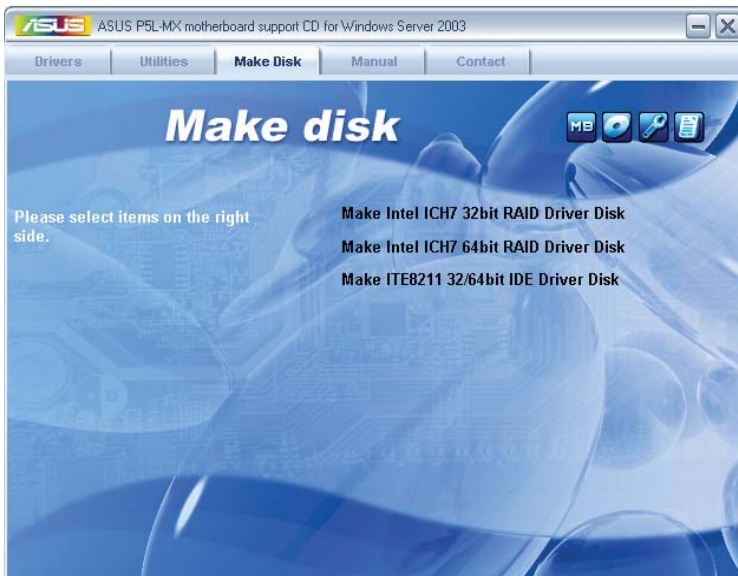 ASUS ASUS P5L-MX motherboard support CD for Windows Server 2003
Drivers Utilities Make Disk Manual Contact
Make disk
MB
Please select items on the right
side.
Make Intel ICH7 32bit RAID Driver Disk
Make Intel ICH7 64bit RAID Driver Disk
Make ITE8211 32/64bit IDE Driver Disk